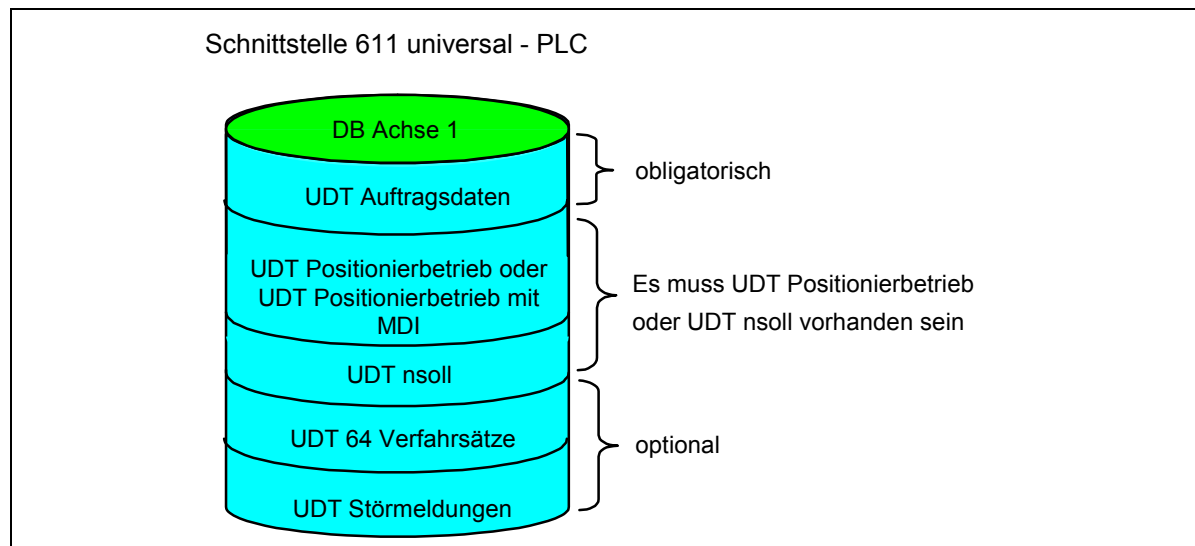 Schnittstelle 611 universal - PLC
DB Achse 1
UDT Auftragsdaten
obligatorisch
UDT Positionierbetrieb oder
UDT Positionierbetrieb mit
MDI
Es muss UDT Positionierbetrieb
oder UDT nsoll vorhanden sein
UDT nsoll
UDT 64 Verfahrsätze
optional
UDT Störmeldungen